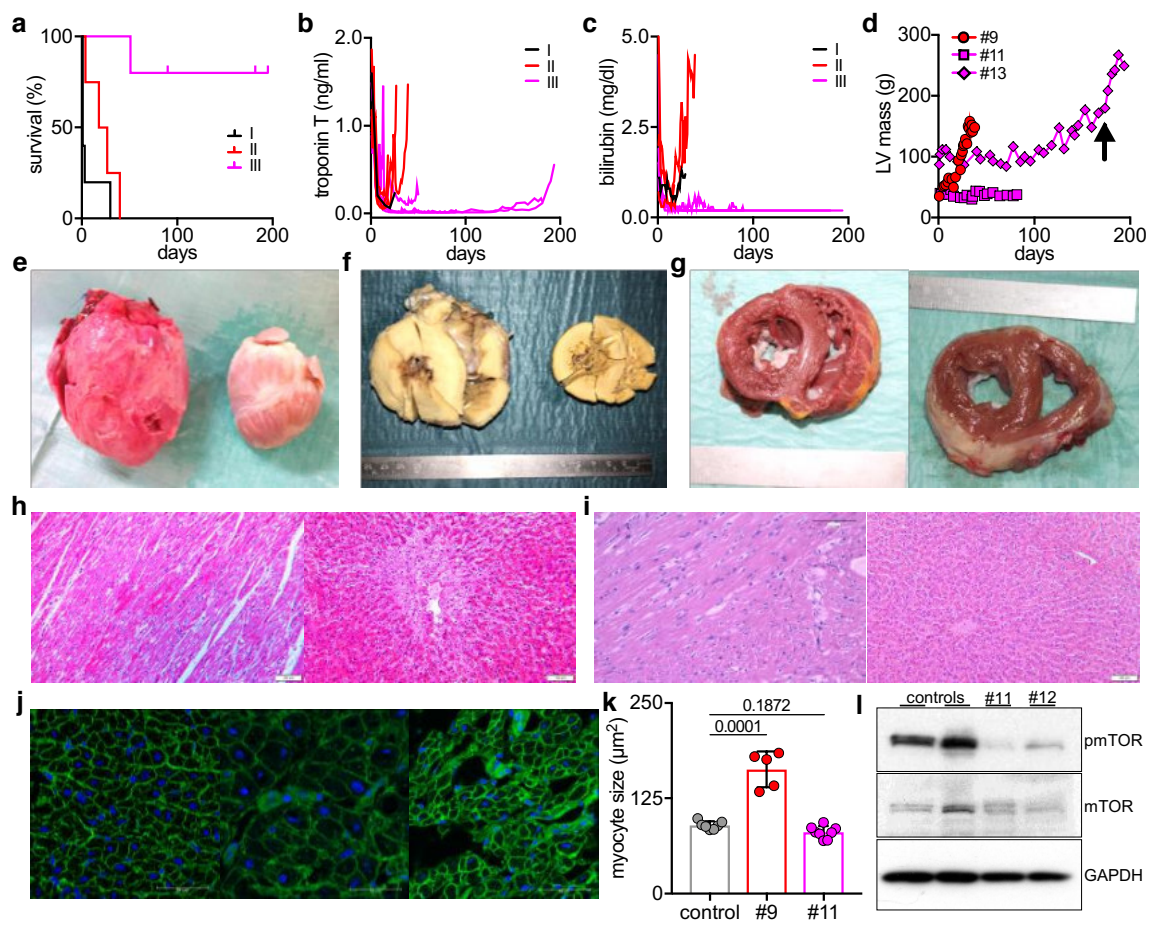 a
survival (%)
100
50
0
0
100
200
days
I
II
III
b
troponin T (ng/ml)
2.0
1.0
0.0
0
100
200
days
I
II
III
c
bilirubin (mg/dl)
5.0
2.5
0.0
0
100
200
days
I
II
III
d
LV mass (g)
300
200
100
0
0
100
200
days
#9
#11
#13
e
f
g
h
i
j
k
myocyte size (µm²)
250
125
0
0.1872
0.0001
control
#9
#11
l
controls
#11
#12
pmTOR
mTOR
GAPDH